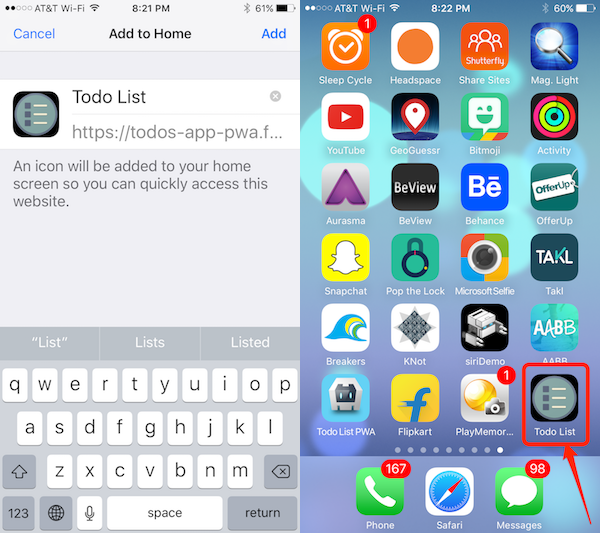 AT&T Wi-Fi 8:21 PM 61%
Cancel Add to Home Add
Todo List
https://todos-app-pwa.f...
An icon will be added to your home
screen so you can quickly access this
website.
“List” Lists Listed
q w e r t y u i o p
a s d f g h j k l
z x c v b n m
123 space return
AT&T Wi-Fi 8:22 PM 60%
1
Shutterfly
Sleep Cycle Headspace Share Sites Mag. Light
YouTube GeoGuessr Bitmoji Activity
BeView Bē OfferUp
Aurasma BeView Behance OfferUp
TAKL
Snapchat Pop the Lock MicrosoftSelfie Takl
AABB
Breakers KNot siriDemo AABB
1
Todo List PWA Flipkart PlayMemor... Todo List
167 98
Phone Safari Messages